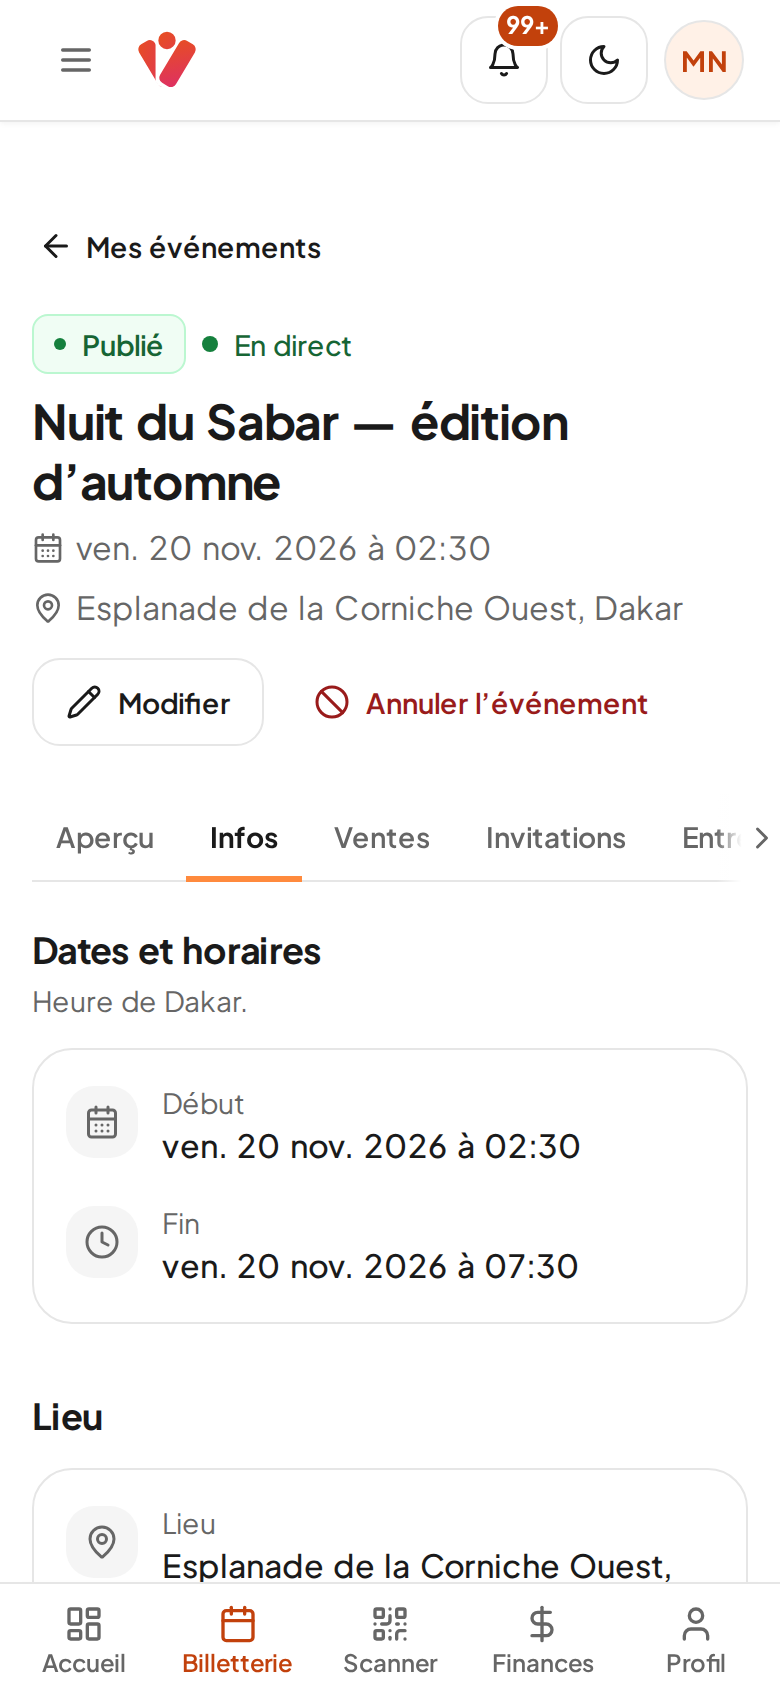 99+
MN
Mes événements
Publié
En direct
Nuit du Sabar — édition
d’automne
ven. 20 nov. 2026 à 02:30
Esplanade de la Corniche Ouest, Dakar
Modifier
Annuler l’événement
Aperçu Infos Ventes Invitations
Dates et horaires
Heure de Dakar.
Début
ven. 20 nov. 2026 à 02:30
Fin
ven. 20 nov. 2026 à 07:30
Lieu
Lieu
Esplanade de la Corniche Ouest,
Accueil Billetterie Scanner Finances Profil